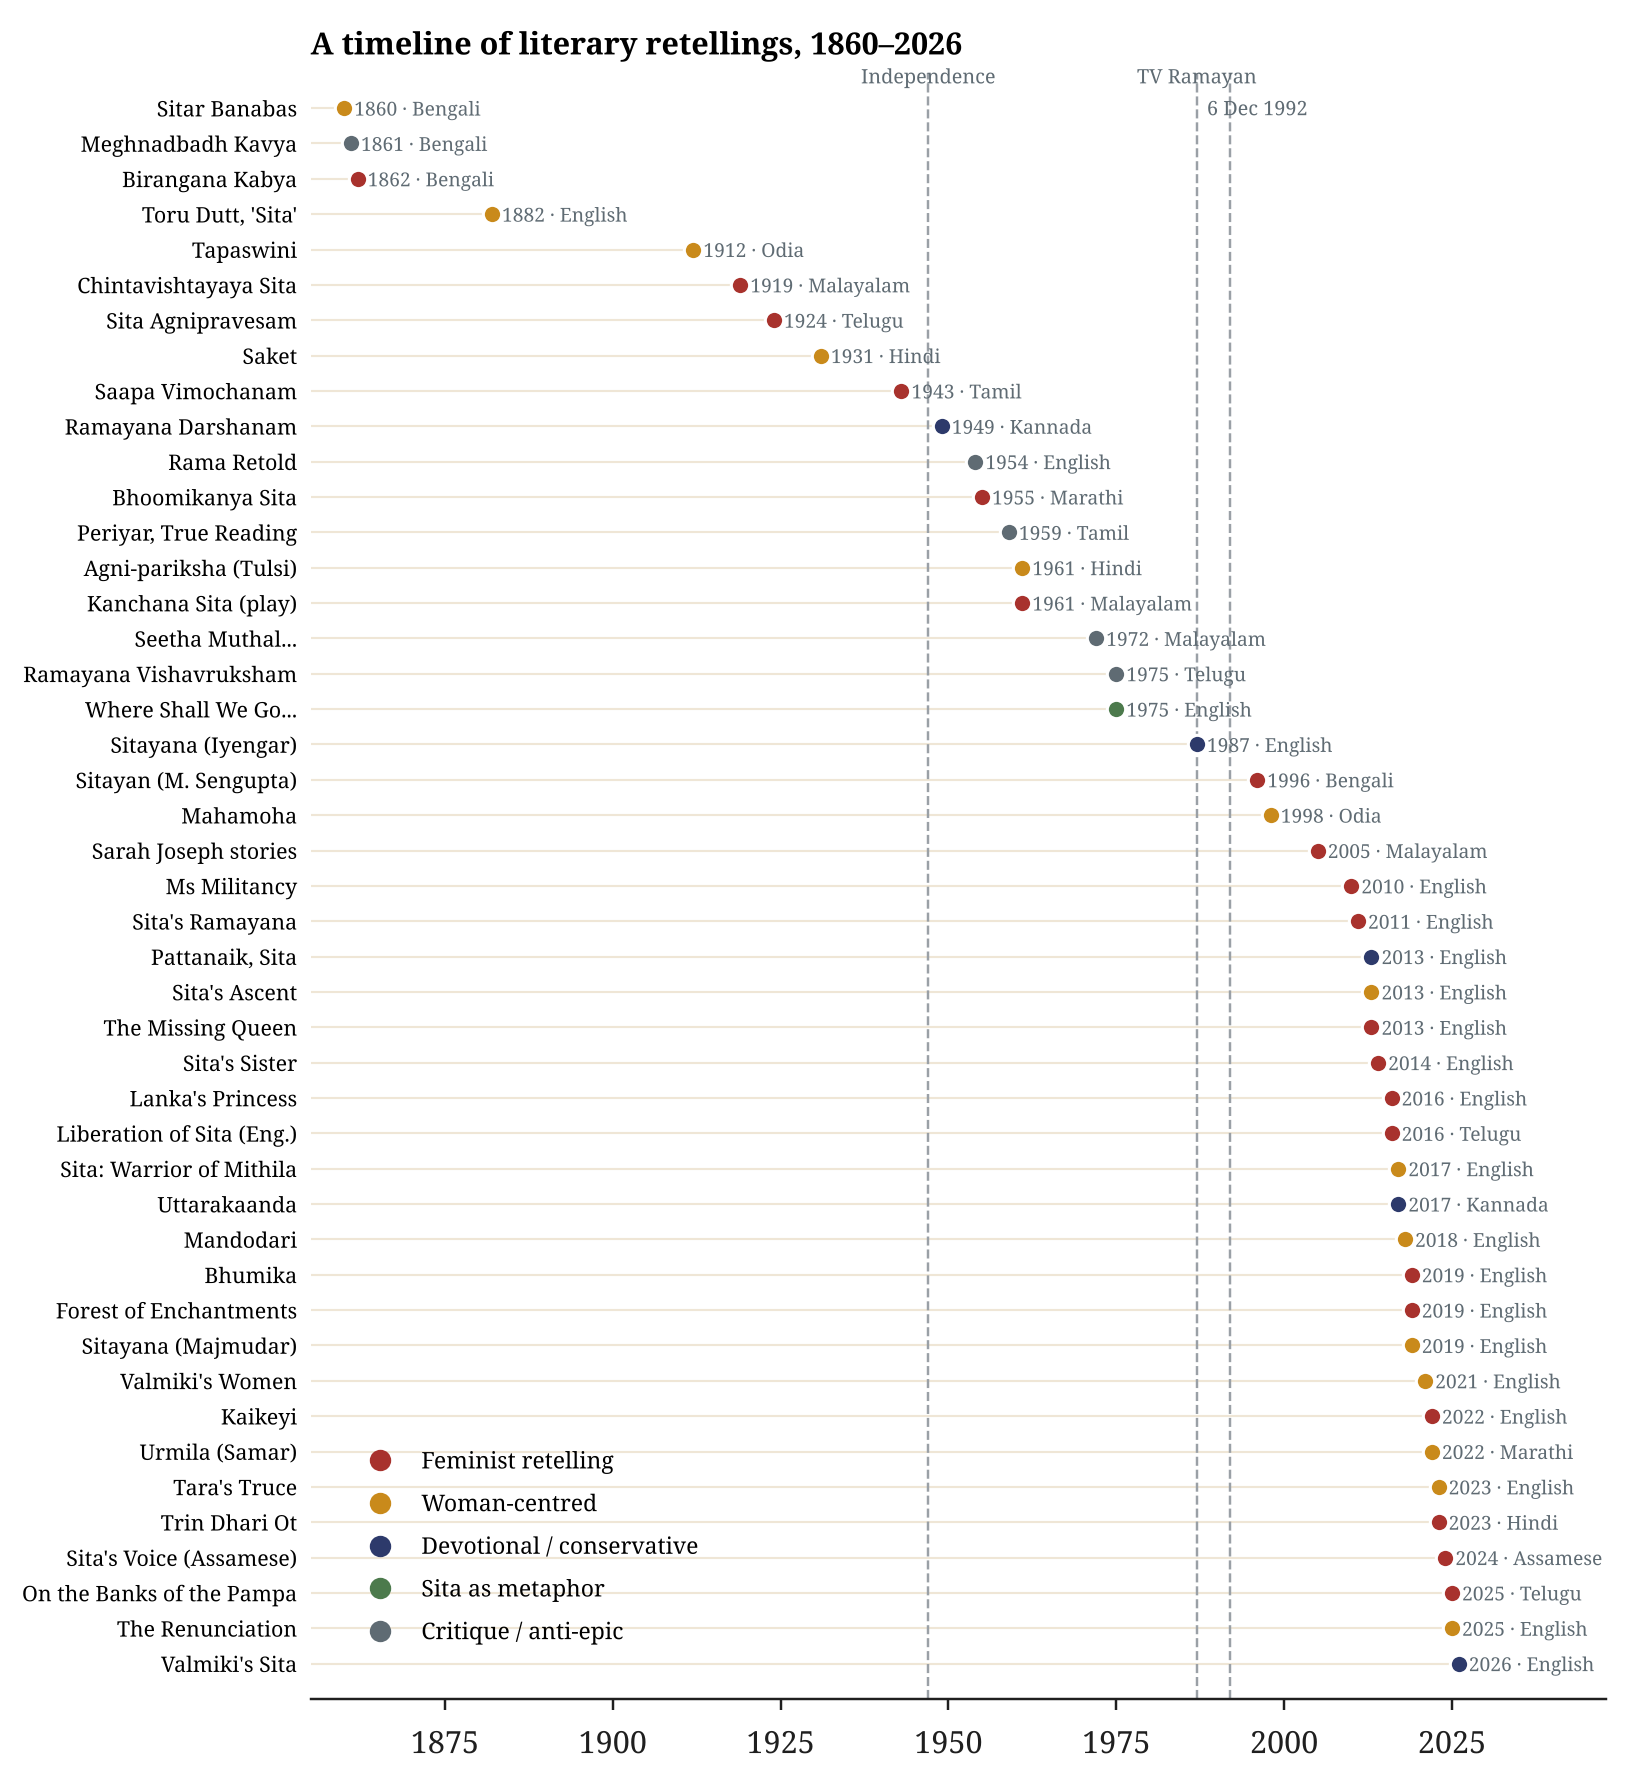 A timeline of literary retellings, 1860–2026
Independence
TV Ramayan
6 Dec 1992
Sitar Banabas 1860 · Bengali
Meghnadbadh Kavya 1861 · Bengali
Birangana Kabya 1862 · Bengali
Toru Dutt, 'Sita' 1882 · English
Tapaswini 1912 · Odia
Chintavishtayaya Sita 1919 · Malayalam
Sita Agnipravesam 1924 · Telugu
Saket 1931 · Hindi
Saapa Vimochanam 1943 · Tamil
Ramayana Darshanam 1949 · Kannada
Rama Retold 1954 · English
Bhoomikanya Sita 1955 · Marathi
Periyar, True Reading 1959 · Tamil
Agni-pariksha (Tulsi) 1961 · Hindi
Kanchana Sita (play) 1961 · Malayalam
Seetha Muthal... 1972 · Malayalam
Ramayana Vishavruksham 1975 · Telugu
Where Shall We Go... 1975 · English
Sitayana (Iyengar) 1987 · English
Sitayan (M. Sengupta) 1996 · Bengali
Mahamoha 1998 · Odia
Sarah Joseph stories 2005 · Malayalam
Ms Militancy 2010 · English
Sita's Ramayana 2011 · English
Pattanaik, Sita 2013 · English
Sita's Ascent 2013 · English
The Missing Queen 2013 · English
Sita's Sister 2014 · English
Lanka's Princess 2016 · English
Liberation of Sita (Eng.) 2016 · Telugu
Sita: Warrior of Mithila 2017 · English
Uttarakaanda 2017 · Kannada
Mandodari 2018 · English
Bhumika 2019 · English
Forest of Enchantments 2019 · English
Sitayana (Majmudar) 2019 · English
Valmiki's Women 2021 · English
Kaikeyi 2022 · English
Urmila (Samar) 2022 · Marathi
Tara's Truce 2023 · English
Trin Dhari Ot 2023 · Hindi
Sita's Voice (Assamese) 2024 · Assamese
On the Banks of the Pampa 2025 · Telugu
The Renunciation 2025 · English
Valmiki's Sita 2026 · English
Feminist retelling
Woman-centred
Devotional / conservative
Sita as metaphor
Critique / anti-epic
1875 1900 1925 1950 1975 2000 2025